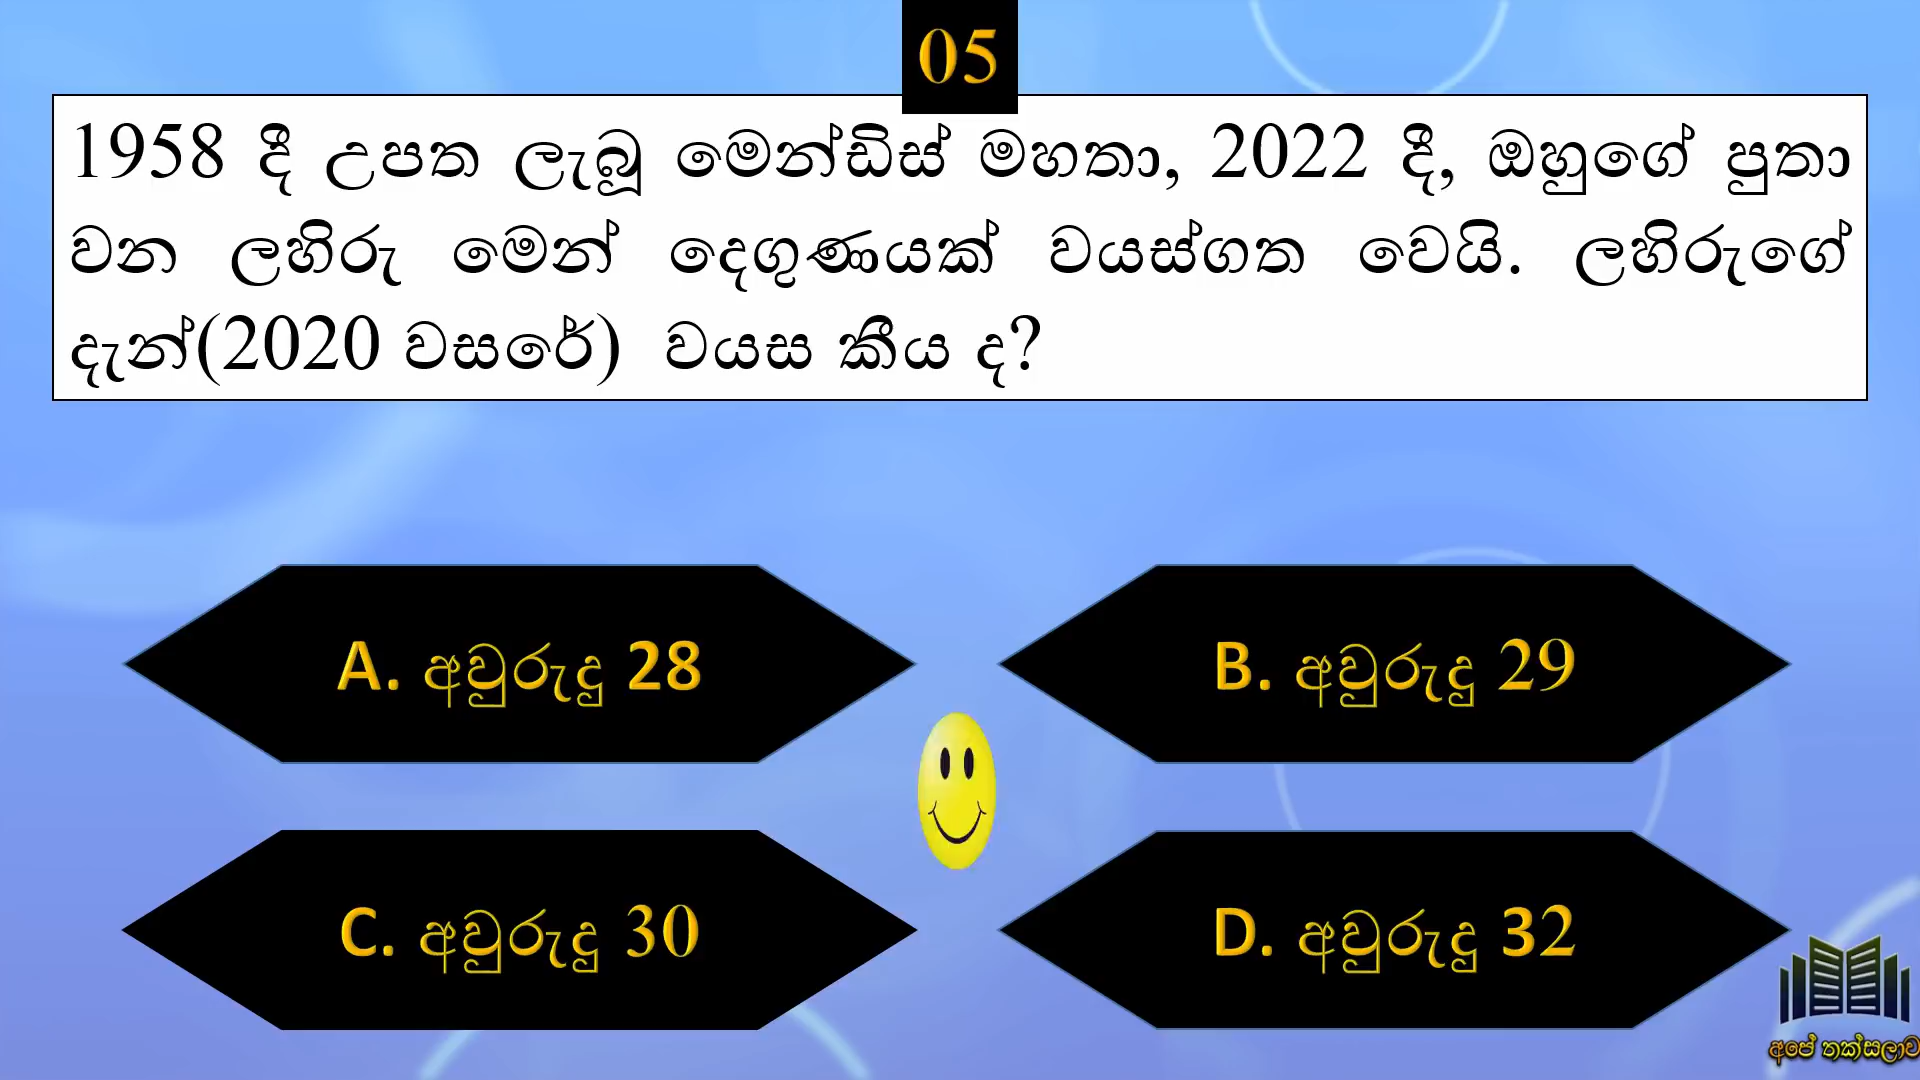 05
1958 දී උපත ලැබූ මෙන්ඩිස් මහතා, 2022 දී, ඔහුගේ පුතා
වන ලහිරු මෙන් දෙගුණයක් වයස්ගත වෙයි. ලහිරුගේ
දැන්(2020 වසරේ) වයස කීය ද?
A. අවුරුදු 28
B. අවුරුදු 29
C. අවුරුදු 30
D. අවුරුදු 32
අපේ තක්සලාව